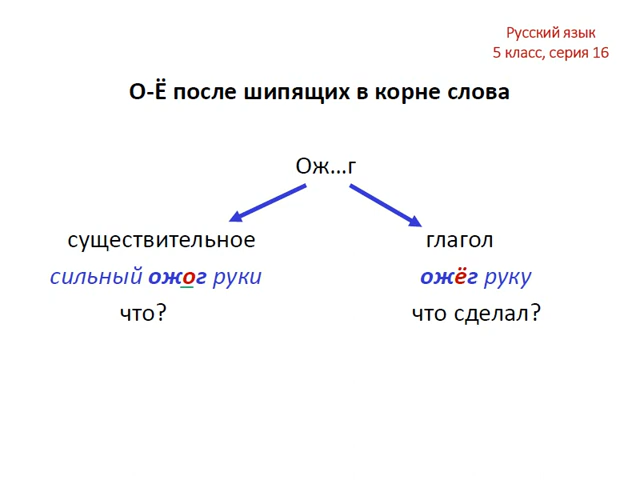 Русский язык
5 класс, серия 16
О-Ё после шипящих в корне слова
Ож...г
существительное
глагол
сильный ожог руки
ожёг руку
что?
что сделал?